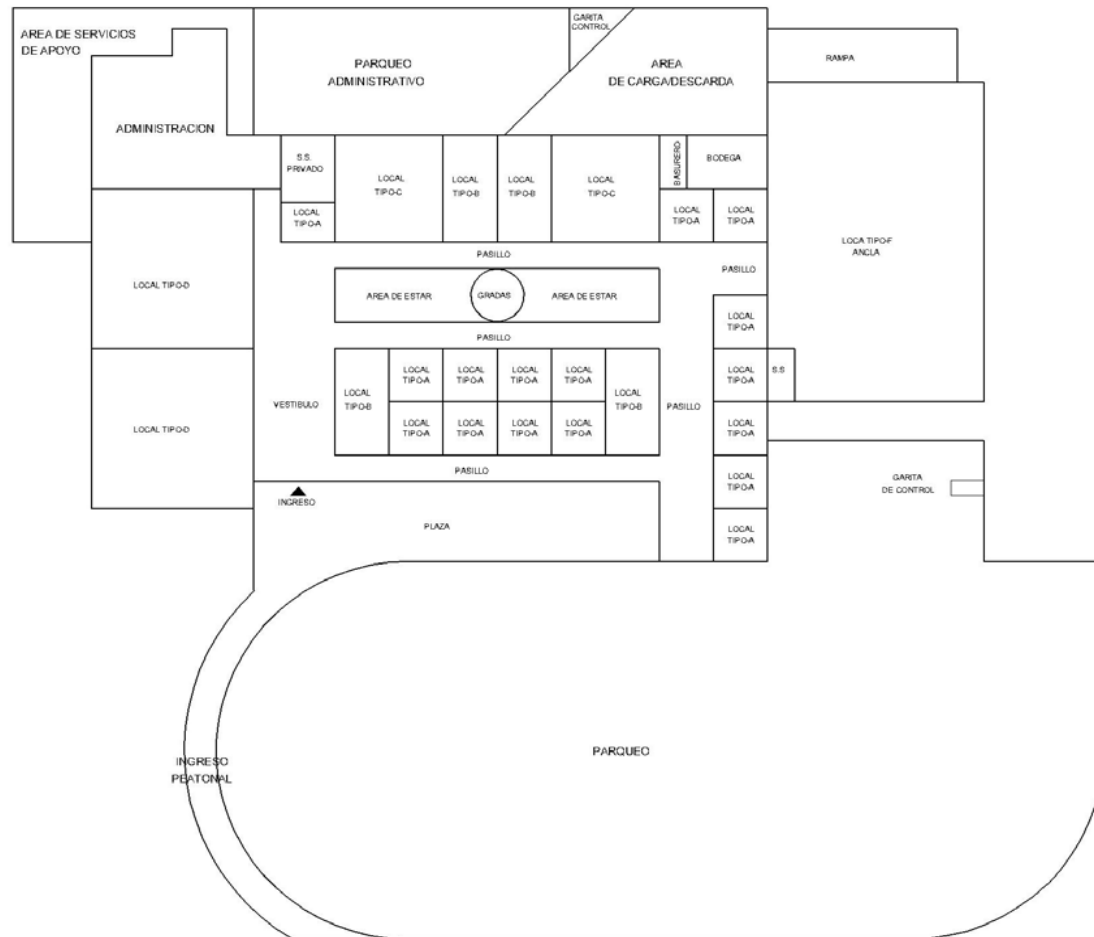 AREA DE SERVICIOS
DE APOYO
GARITA
CONTROL
PARQUEO
ADMINISTRATIVO
AREA
DE CARGA/DESCARDA
RAMPA
ADMINISTRACION
S.S.
PRIVADO
LOCAL
TIPO-C
LOCAL
TIPO-B
LOCAL
TIPO-B
LOCAL
TIPO-C
BASURERO
BODEGA
LOCAL
TIPO-A
LOCAL
TIPO-A
LOCAL
TIPO-A
LOCA TIPO-F
ANCLA
PASILLO
PASILLO
LOCAL TIPO-D
AREA DE ESTAR
GRADAS
AREA DE ESTAR
LOCAL
TIPO-A
PASILLO
LOCAL
TIPO-A
LOCAL
TIPO-A
LOCAL
TIPO-A
LOCAL
TIPO-A
LOCAL
TIPO-A
S.S
VESTIBULO
LOCAL
TIPO-B
LOCAL
TIPO-B
PASILLO
LOCAL TIPO-D
LOCAL
TIPO-A
LOCAL
TIPO-A
LOCAL
TIPO-A
LOCAL
TIPO-A
LOCAL
TIPO-A
PASILLO
LOCAL
TIPO-A
GARITA
DE CONTROL
INGRESO
PLAZA
LOCAL
TIPO-A
INGRESO
PEATONAL
PARQUEO